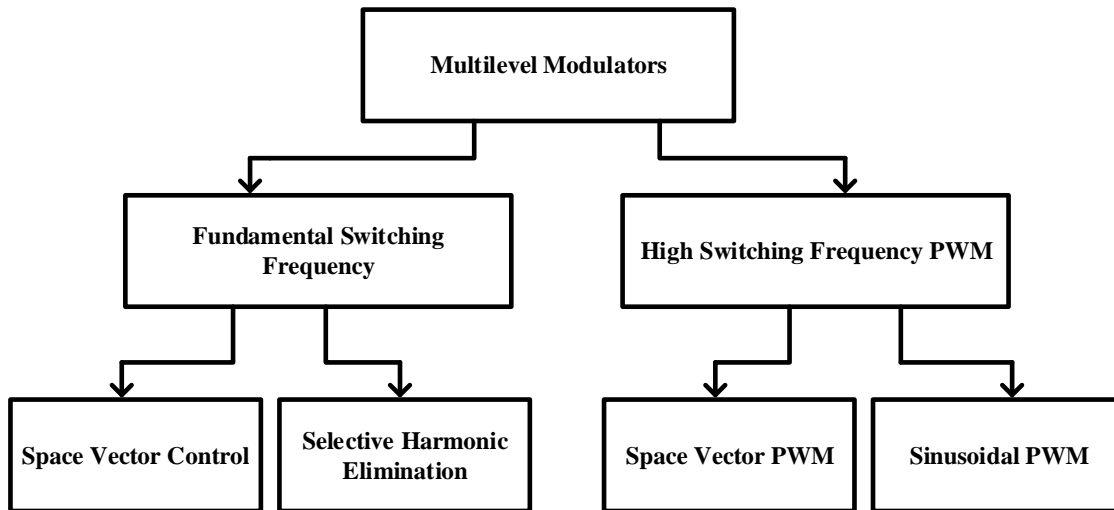 Multilevel Modulators
Fundamental Switching
Frequency
High Switching Frequency PWM
Space Vector Control
Selective Harmonic
Elimination
Space Vector PWM
Sinusoidal PWM